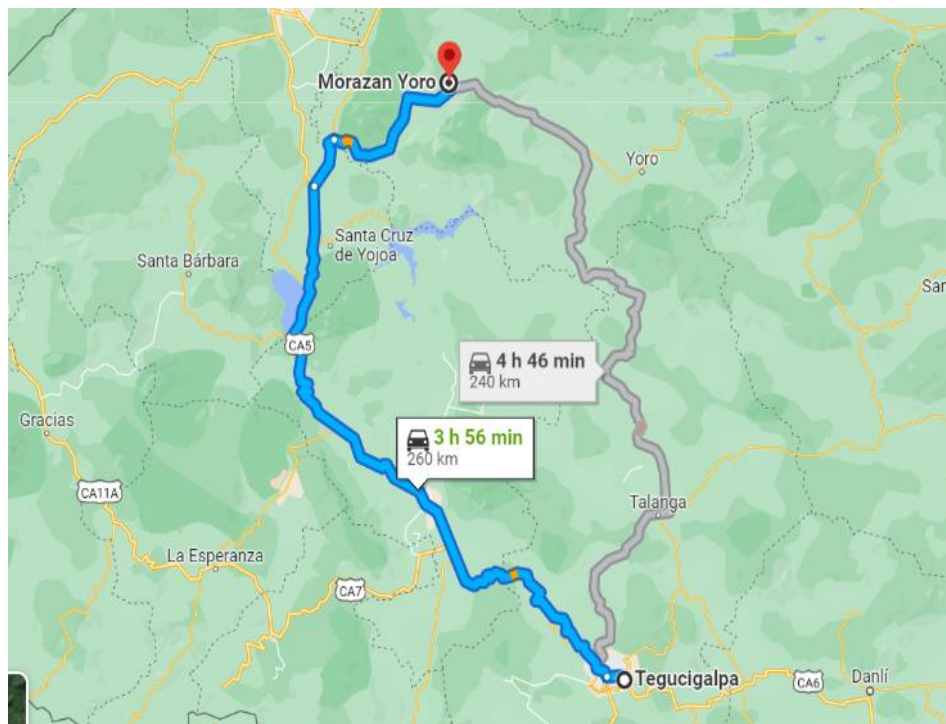 Morazan Yoro
Yoro
Santa Cruz
de Yojoa
Santa Bárbara
San
CA5
4 h 46 min
240 km
Gracias
3 h 56 min
260 km
CA11A
Talanga
La Esperanza
CA7
Tegucigalpa
CA6
Danlí